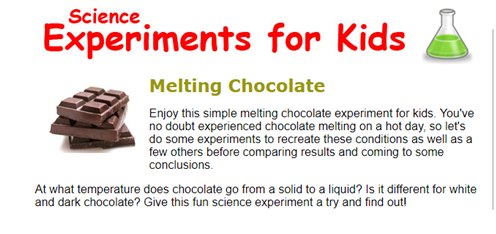 Science
Experiments for Kids
Melting Chocolate
Enjoy this simple melting chocolate experiment for kids. You've
no doubt experienced chocolate melting on a hot day, so let's
do some experiments to recreate these conditions as well as a
few others before comparing results and coming to some
conclusions.
At what temperature does chocolate go from a solid to a liquid? Is it different for white
and dark chocolate? Give this fun science experiment a try and find out!